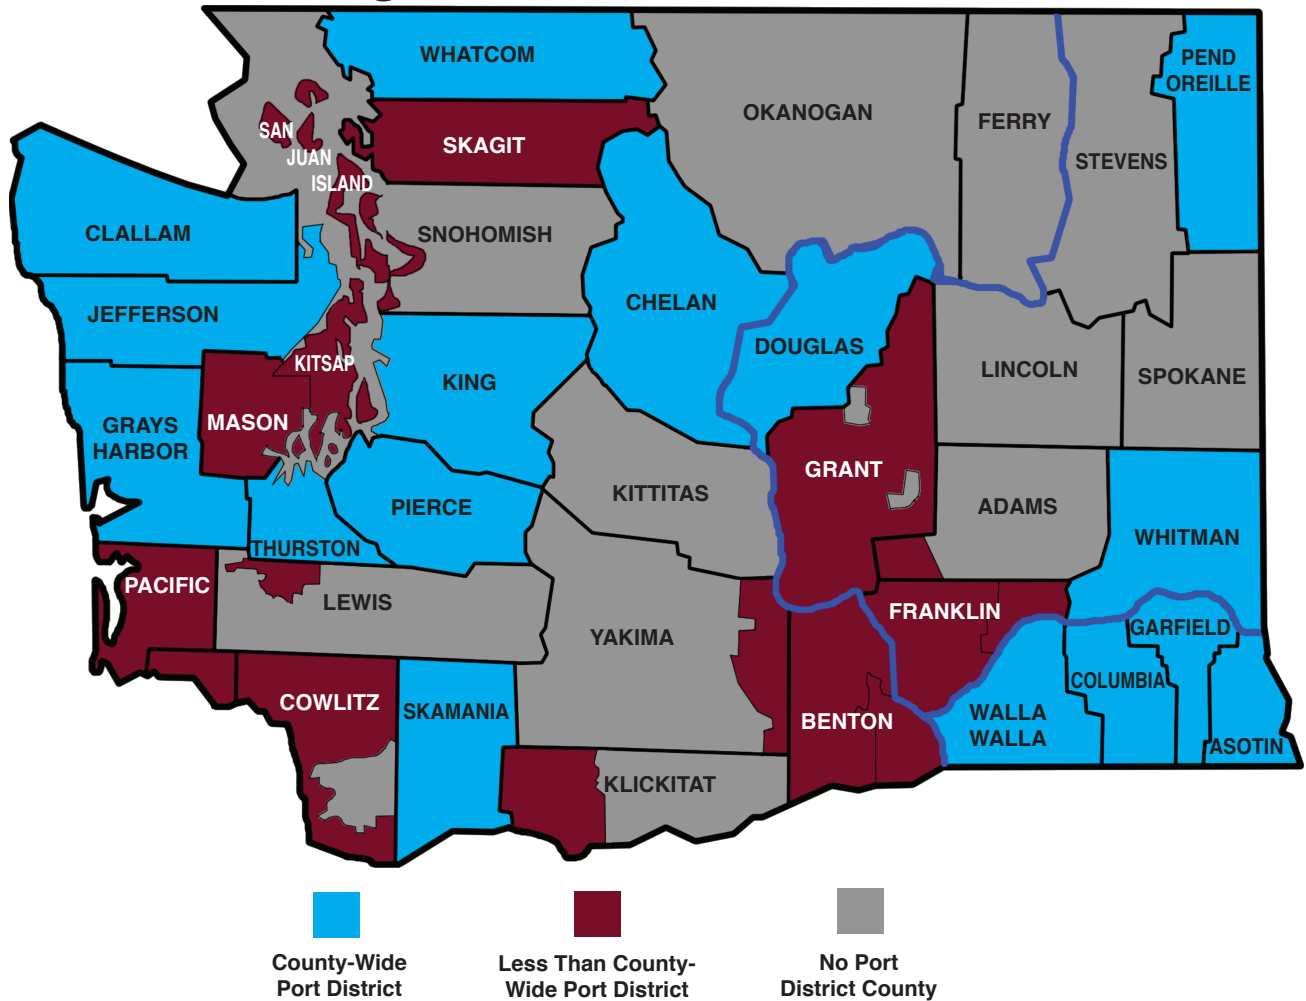 WHATCOM
PEND
OREILLE
OKANOGAN
FERRY
SAN
JUAN
ISLAND
SKAGIT
STEVENS
CLALLAM
SNOHOMISH
CHELAN
JEFFERSON
DOUGLAS
KITSAP
KING
LINCOLN
SPOKANE
GRAYS
HARBOR
MASON
GRANT
KITTITAS
PIERCE
ADAMS
WHITMAN
THURSTON
PACIFIC
LEWIS
YAKIMA
FRANKLIN
GARFIELD
COLUMBIA
COWLITZ
SKAMANIA
BENTON
WALLA
WALLA
ASOTIN
KLICKITAT
County-Wide
Port District
Less Than County-
Wide Port District
No Port
District County